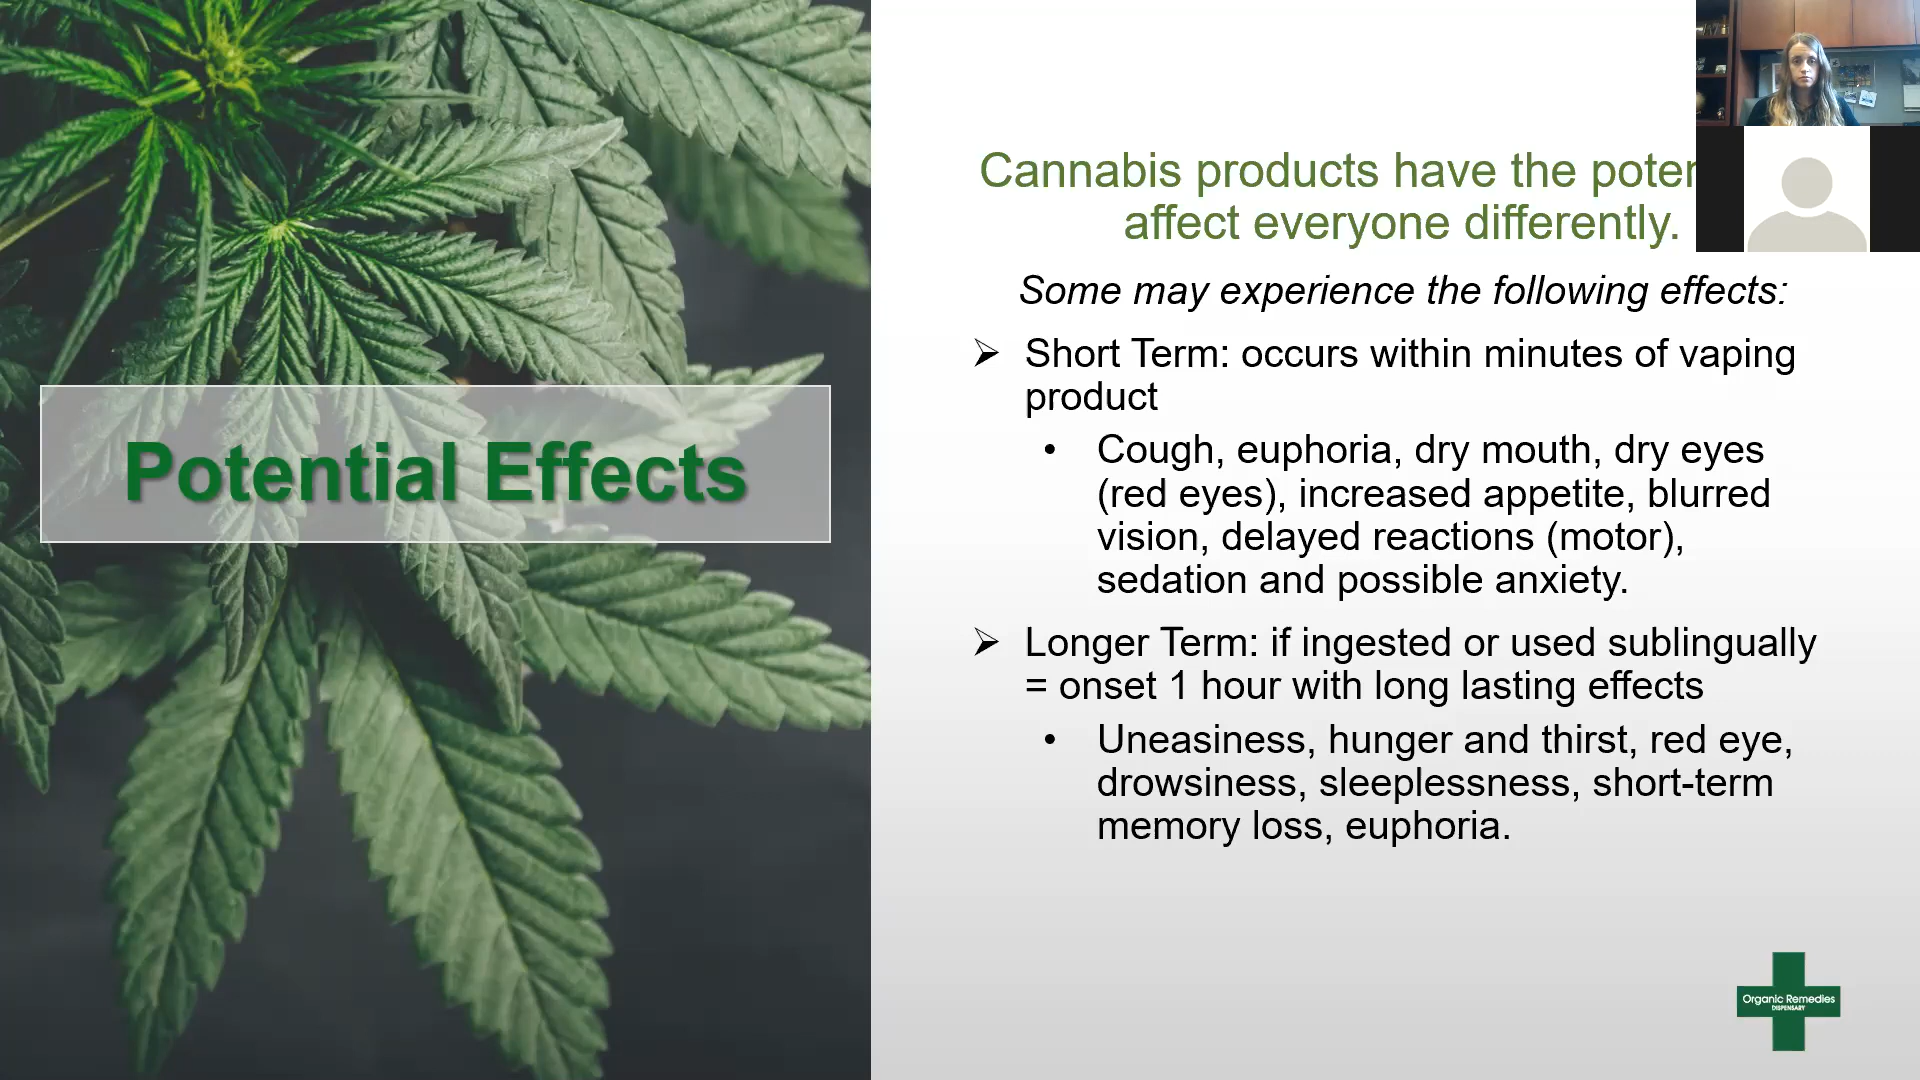 Potential Effects
Cannabis products have the
affect everyone differently.
Some may experience the following effects:
➢ Short Term: occurs within minutes of vaping
product
• Cough, euphoria, dry mouth, dry eyes
(red eyes), increased appetite, blurred
vision, delayed reactions (motor),
sedation and possible anxiety.
➢ Longer Term: if ingested or used sublingually
= onset 1 hour with long lasting effects
• Uneasiness, hunger and thirst, red eye,
drowsiness, sleeplessness, short-term
memory loss, euphoria.
Organic Remedies
DISPENSARY